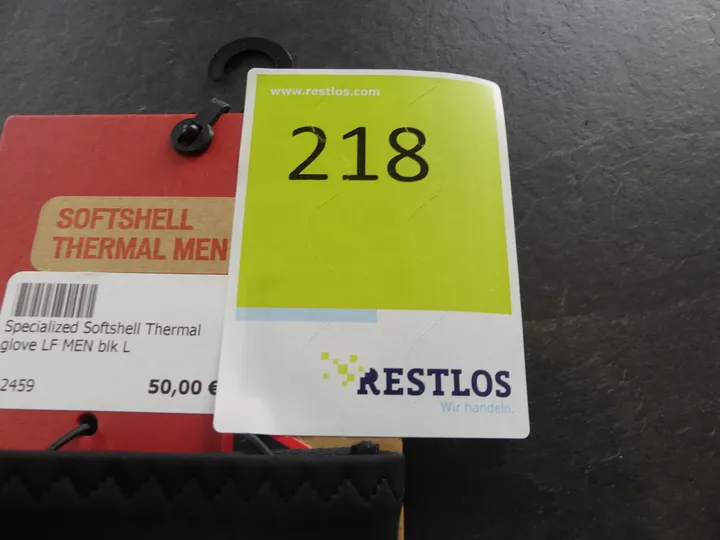 www.restlos.com
218
SOFTSHELL
THERMAL MEN
Specialized Softshell Thermal
glove LF MEN blk L
2459
50,00 €
RESTLOS
Wir handeln.